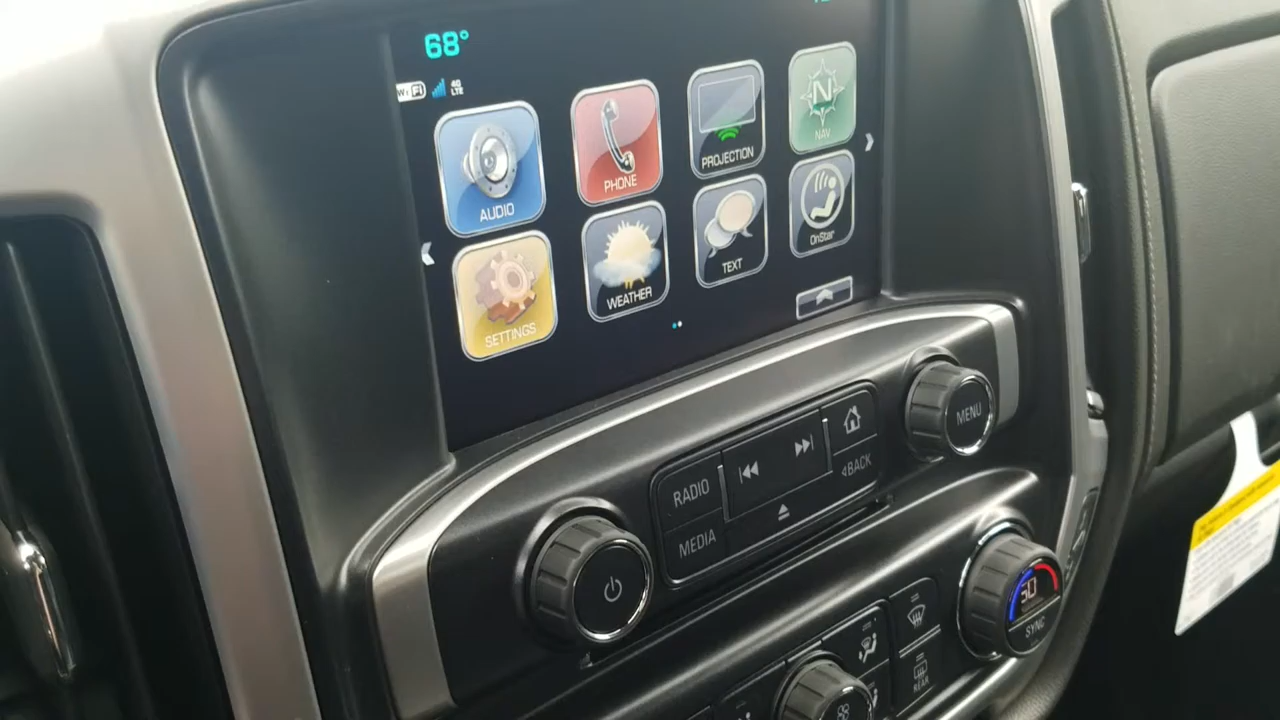 68°
Wi Fi
4G
LTE
AUDIO
PHONE
PROJECTION
N
NAV
SETTINGS
WEATHER
TEXT
OnStar
RADIO
MEDIA
BACK
MENU
SYNC
REAR